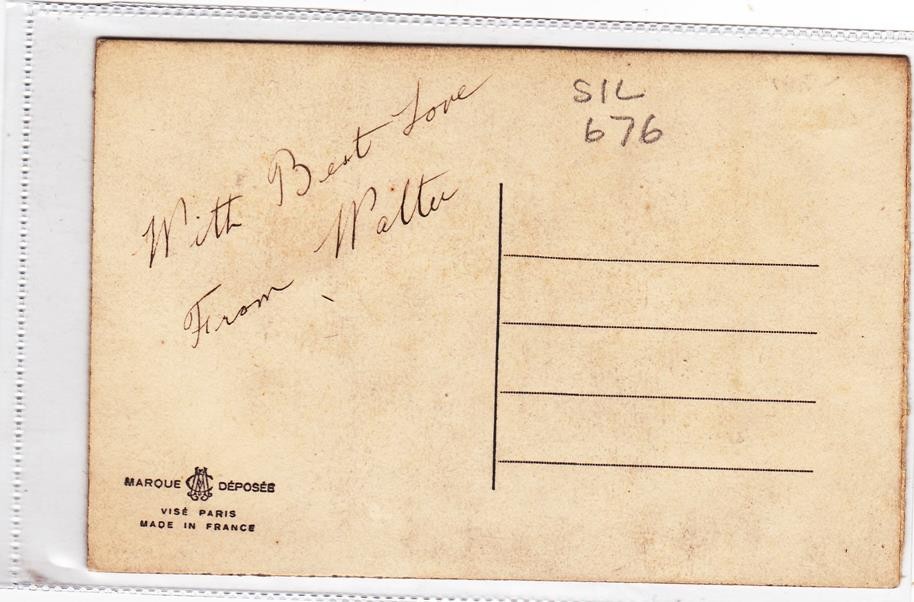 With Best Love
From Walter
SIL
676
MARQUE DÉPOSÉE
VISÉ PARIS
MADE IN FRANCE